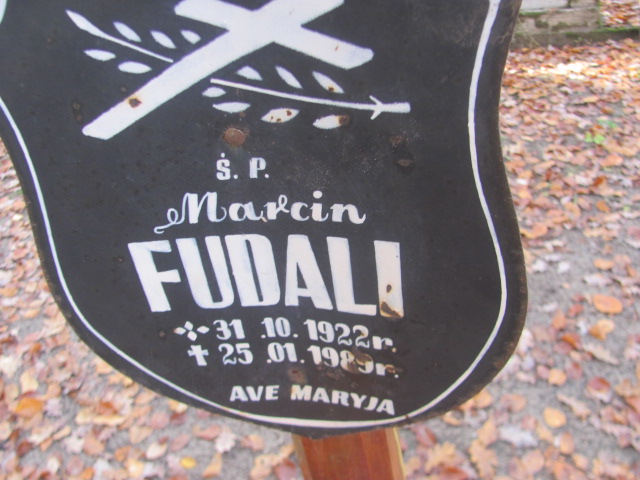 Ś. P.
Marcin
FUDALI
31.10.1922r.
✝ 25.01.1989r.
AVE MARYJA